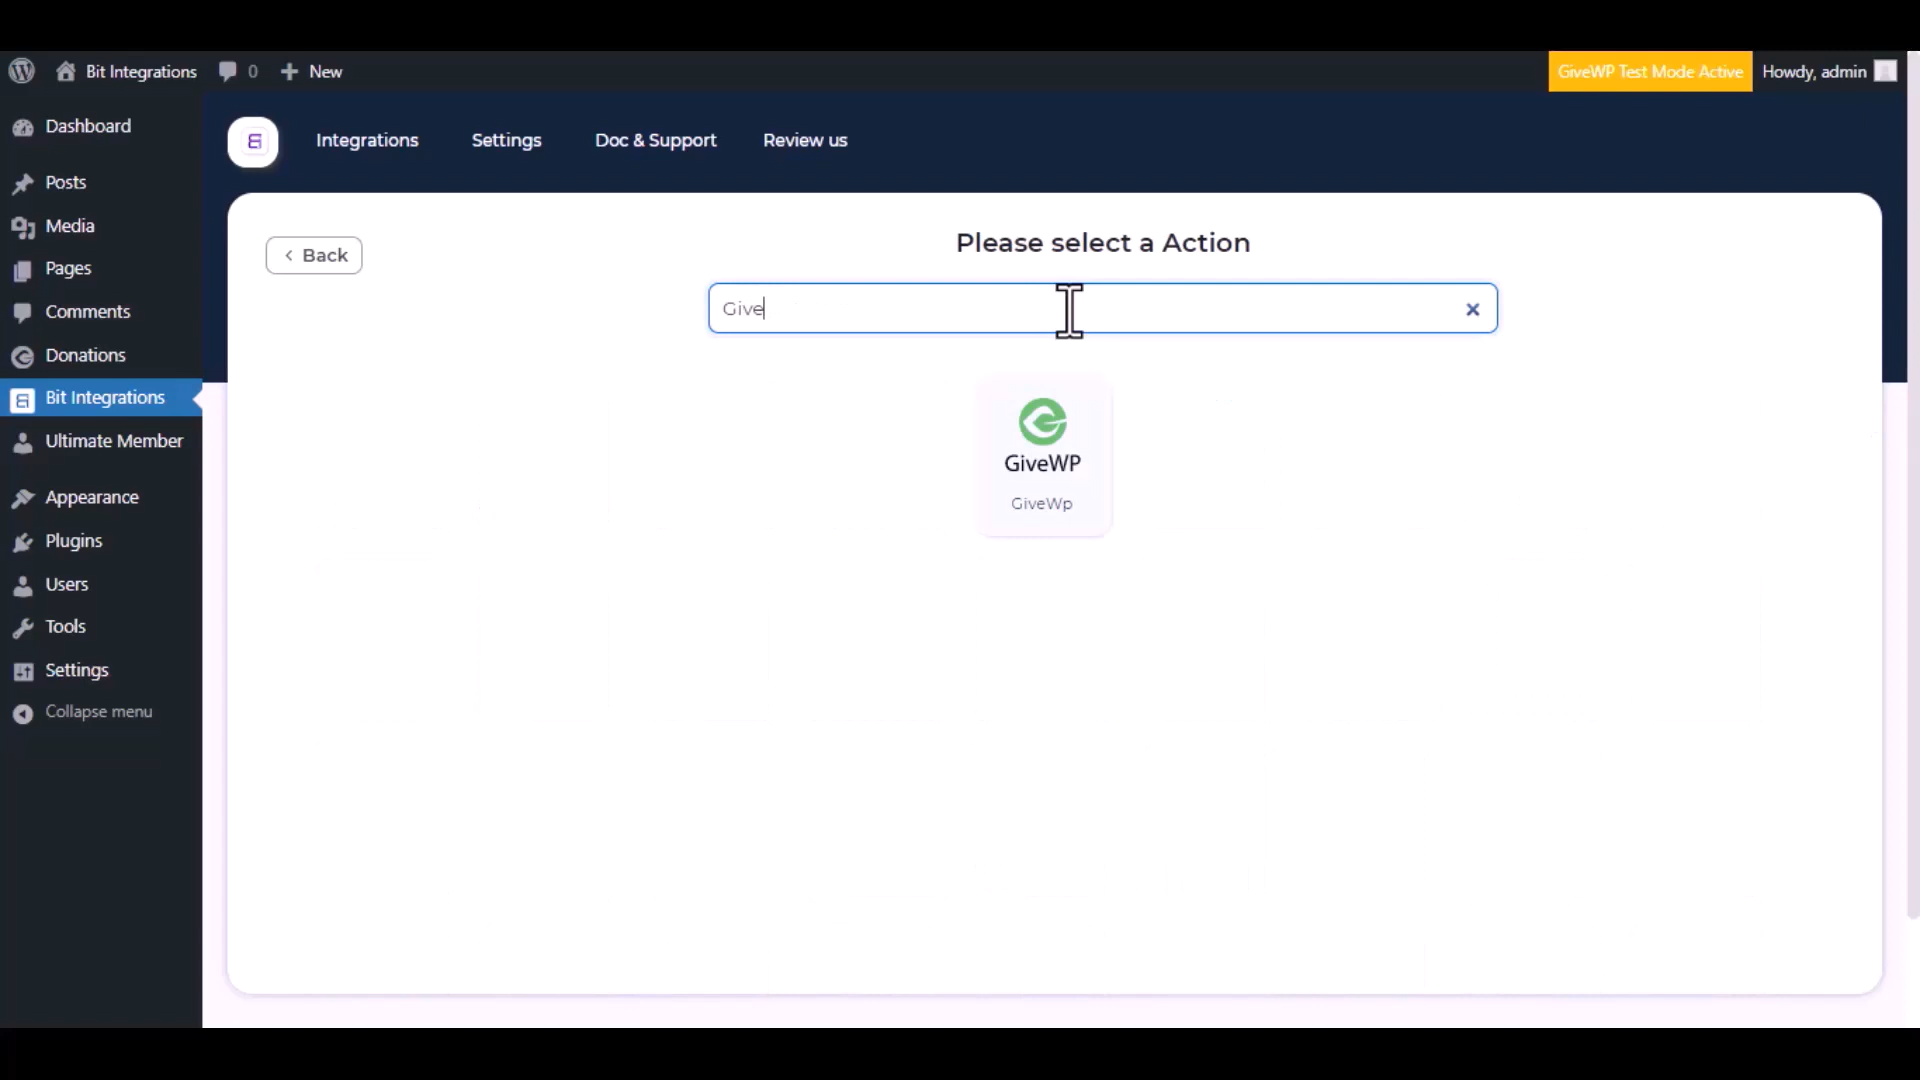 Bit Integrations 0 New GiveWP Test Mode Active Howdy, admin
Dashboard
Posts
Media
Pages
Comments
Donations
Bit Integrations
Ultimate Member
Appearance
Plugins
Users
Tools
Settings
Collapse menu
Integrations Settings Doc & Support Review us
Back
Please select a Action
Give
GiveWP
GiveWp